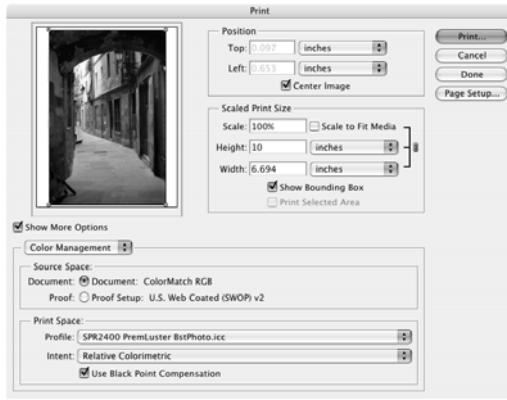 Print
Position
Top: 0.097 inches
Left: 0.653 inches
Center Image
Scaled Print Size
Scale: 100% Scale to Fit Media
Height: 10 inches
Width: 6.694 inches
Show Bounding Box
Print Selected Area
Print...
Cancel
Done
Page Setup...
Show More Options
Color Management
Source Space:
Document: Document: ColorMatch RGB
Proof: Proof Setup: U.S. Web Coated (SWOP) v2
Print Space:
Profile: SPR2400 PremLuster BstPhoto.icc
Intent: Relative Colorimetric
Use Black Point Compensation